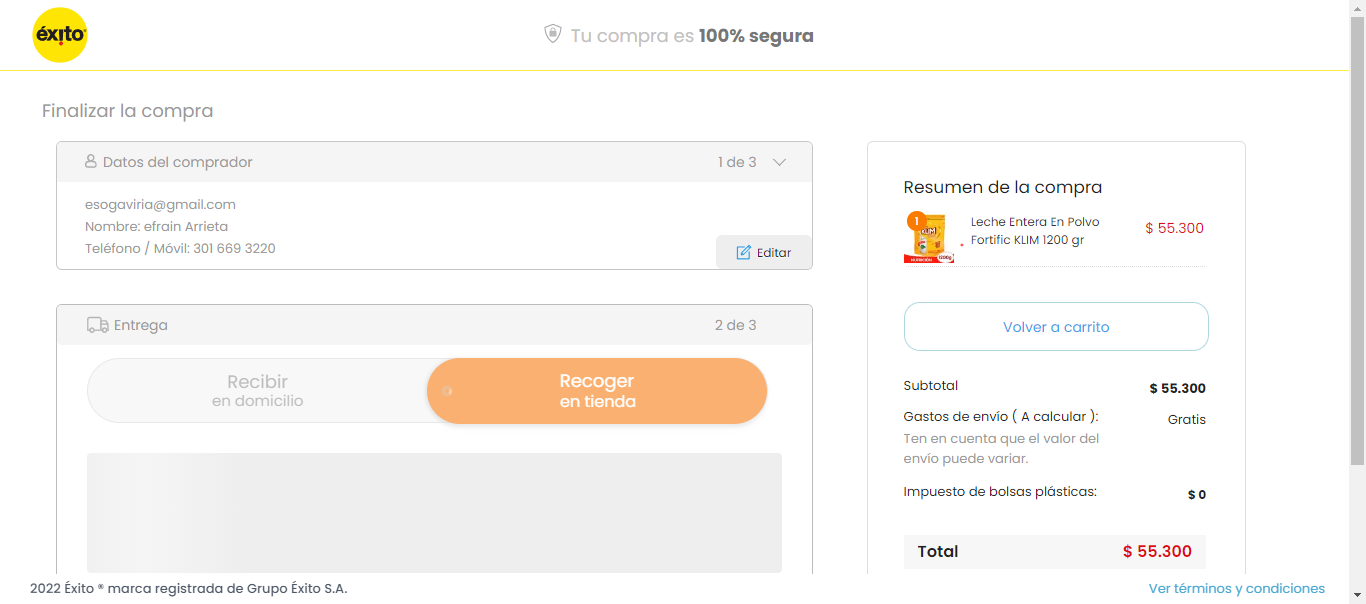 éxito
Tu compra es 100% segura
Finalizar la compra
Datos del comprador
1 de 3
esogaviria@gmail.com
Nombre: efrain Arrieta
Teléfono / Móvil: 301 669 3220
Editar
Entrega
2 de 3
Recibir
en domicilio
Recoger
en tienda
Resumen de la compra
1
KLIM
NUTRICIÓN
1200g
Leche Entera En Polvo
Fortific KLIM 1200 gr
$ 55.300
Volver a carrito
Subtotal
$ 55.300
Gastos de envío ( A calcular ):
Gratis
Ten en cuenta que el valor del
envío puede variar.
Impuesto de bolsas plásticas:
$ 0
Total
$ 55.300
2022 Éxito ® marca registrada de Grupo Éxito S.A.
Ver términos y condiciones